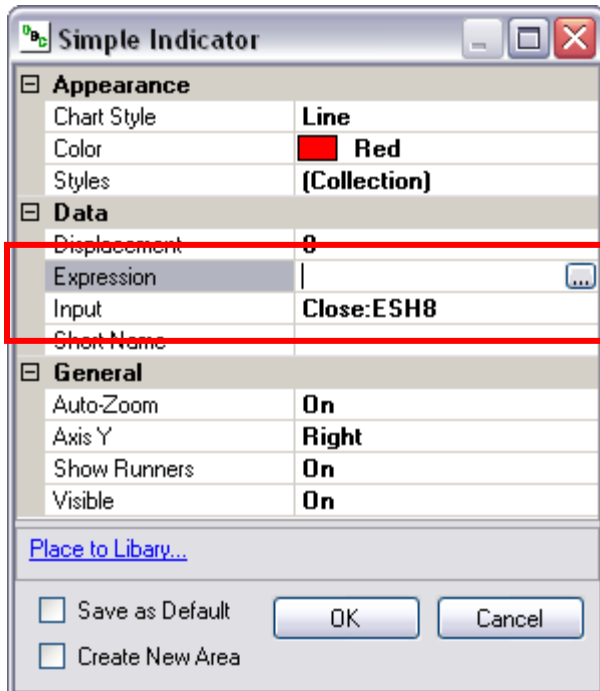 Simple Indicator
Appearance
Chart Style Line
Color Red
Styles (Collection)
Data
Displacement 0
Expression ...
Input Close:ESH8
Short Name
General
Auto-Zoom On
Axis Y Right
Show Runners On
Visible On
Place to Libary...
Save as Default OK Cancel
Create New Area